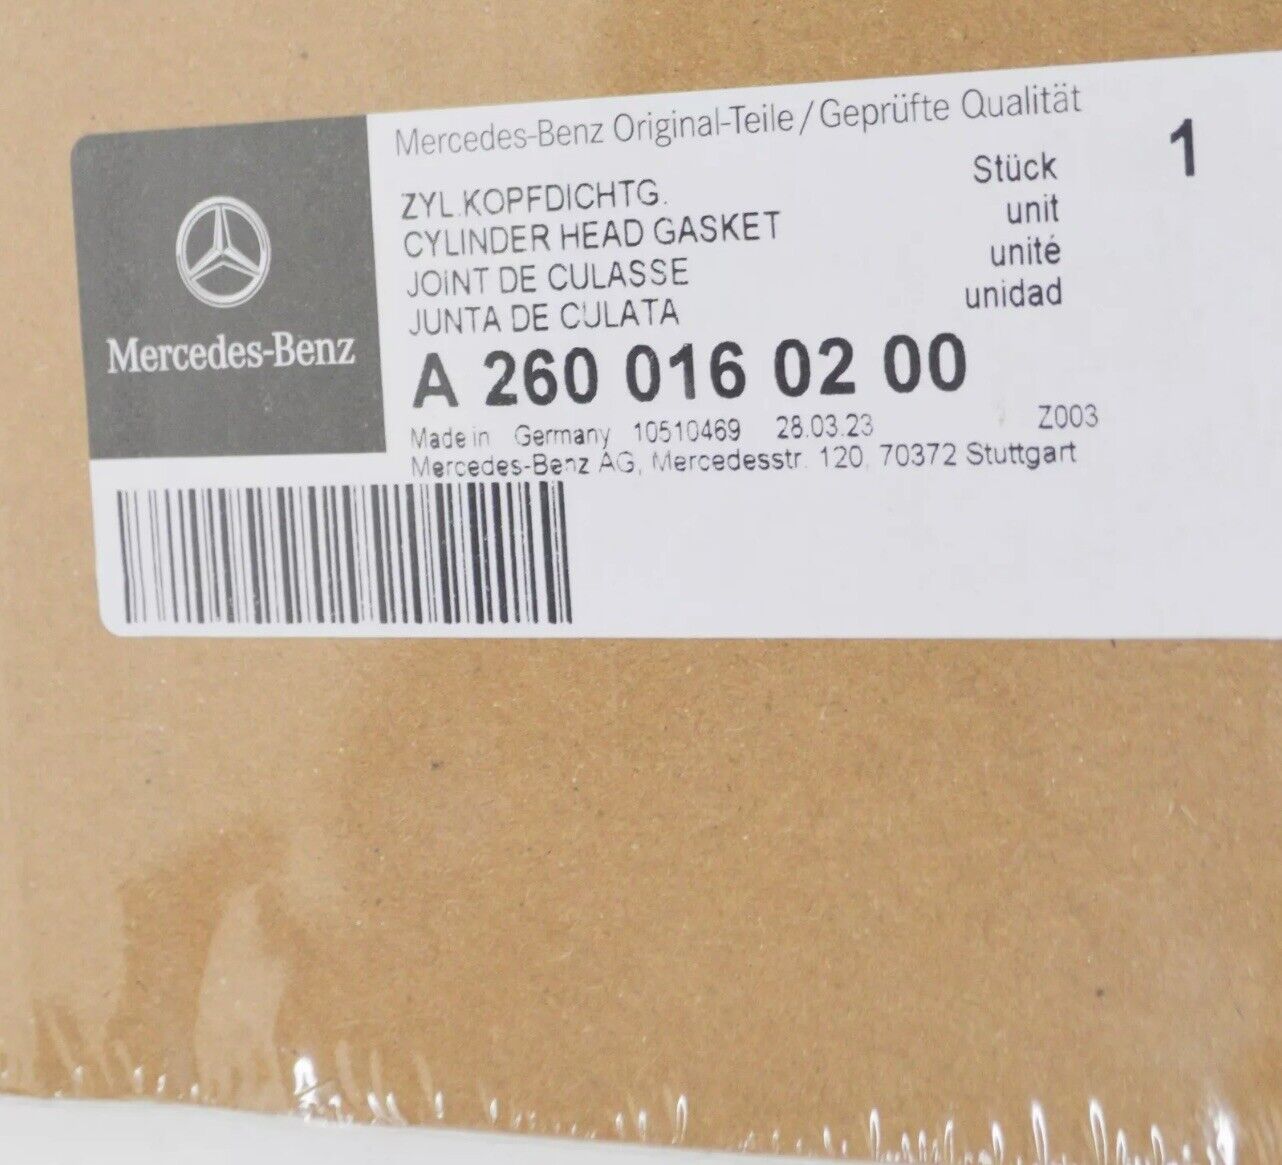 Mercedes-Benz Original-Teile/Geprüfte Qualität
ZYL.KOPFDICHTG. Stück 1
CYLINDER HEAD GASKET unit
JOINT DE CULASSE unité
JUNTA DE CULATA unidad
A 260 016 02 00
Made in Germany 10510469 28.03.23 Z003
Mercedes-Benz AG, Mercedesstr. 120, 70372 Stuttgart
Mercedes-Benz